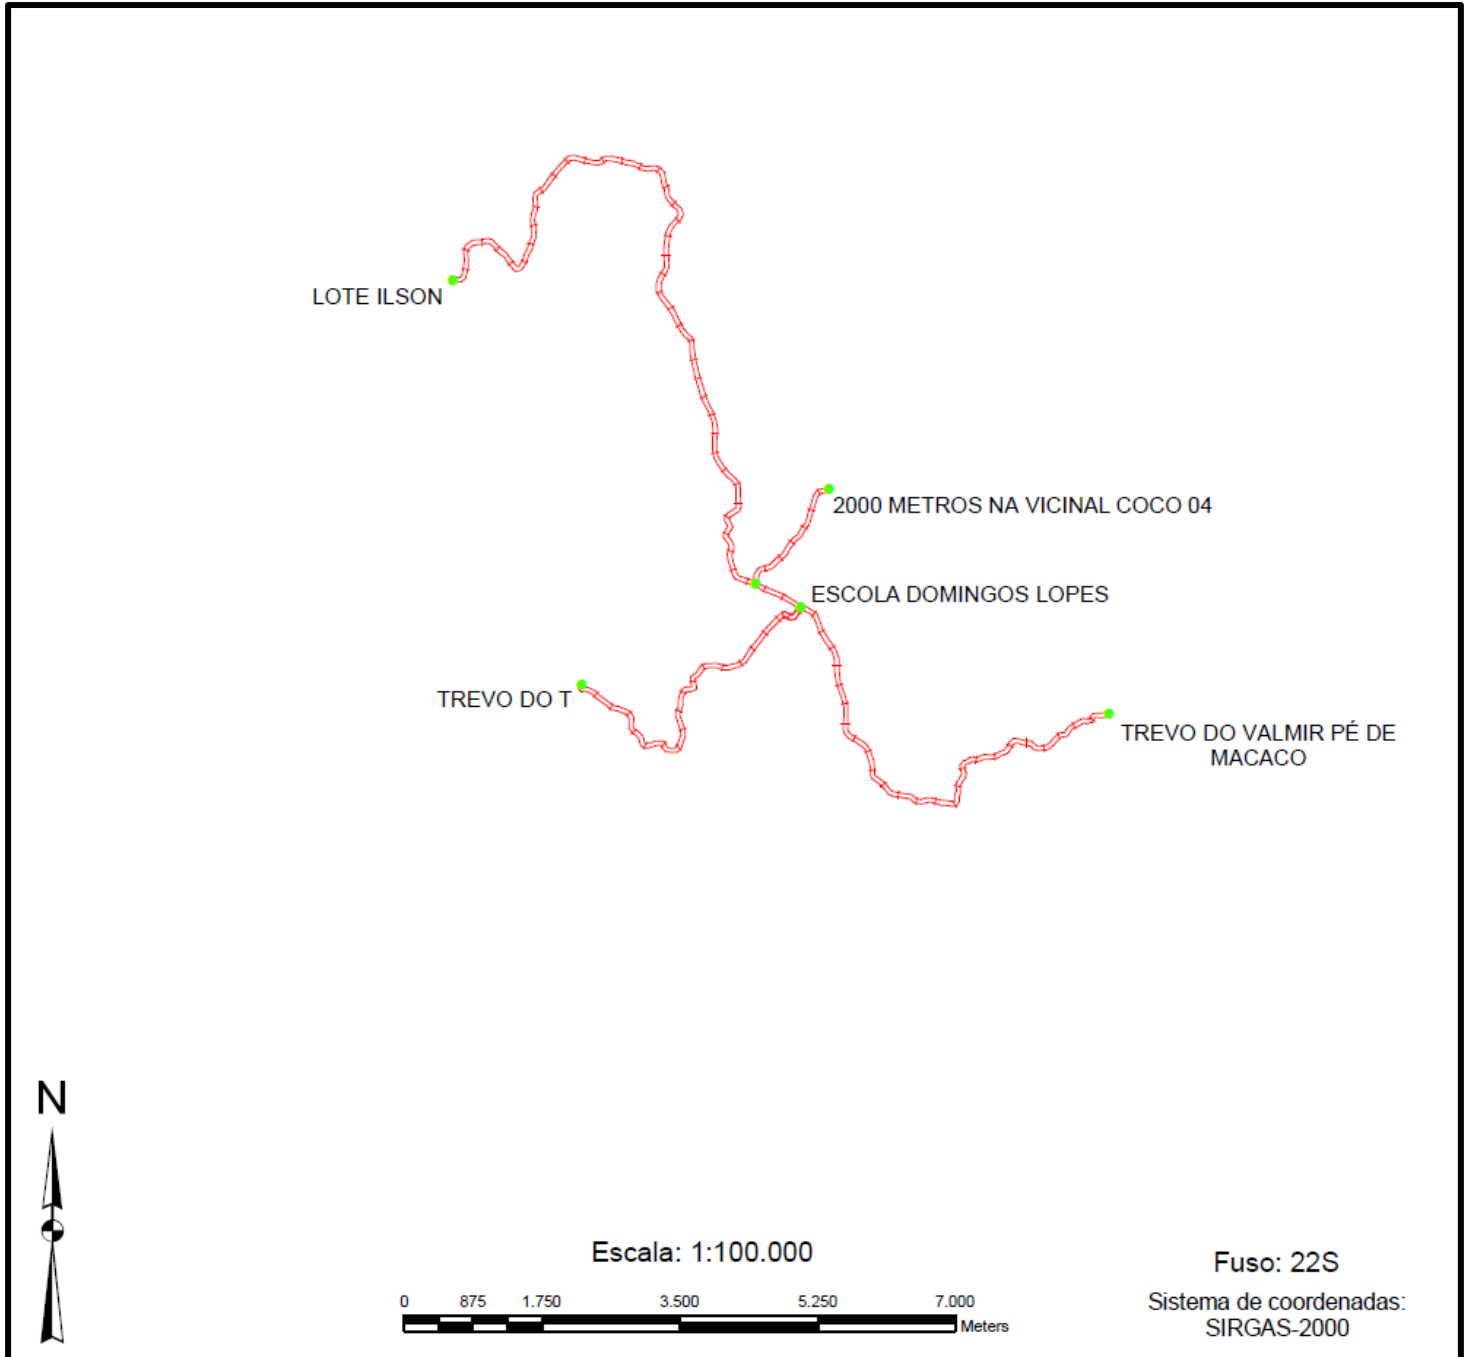 LOTE ILSON
2000 METROS NA VICINAL COCO 04
ESCOLA DOMINGOS LOPES
TREVO DO T
TREVO DO VALMIR PÉ DE
MACACO
N
Escala: 1:100.000
0 875 1.750 3.500 5.250 7.000
Meters
Fuso: 22S
Sistema de coordenadas:
SIRGAS-2000